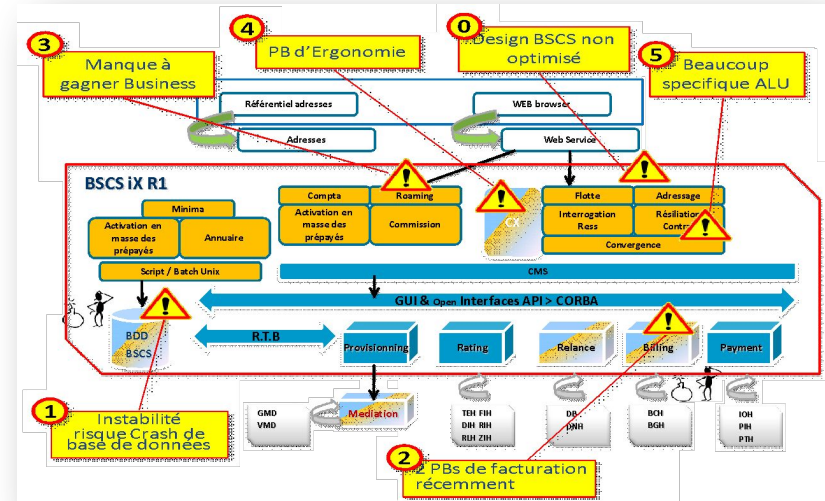 3
Manque à
gagner Business
4
PB d'Ergonomie
0
Design BSCS non
optimisé
5
Beaucoup
specifique ALU
Référentiel adresses
WEB browser
Adresses
Web Service
BSCS iX R1
Minima
Activation en
masse des
prépayés
Annuaire
Script / Batch Unix
Compta
Roaming
Activation en
masse des
prépayés
Commission
Flotte
Adressage
Interrogation
Ress
Résiliation
Convergence
CMS
GUI & Open Interfaces API > CORBA
BDD
BSCS
R.T.B
Provisionning
Rating
Relance
Billing
Payment
GMD
VMD
Mediation
TEH FIH
DIH RIH
RLH ZIH
DNH
BCH
BGH
IOH
PIH
PTH
1
Instabilité
risque Crash de
base de données
2
2 PBs de facturation
récemment